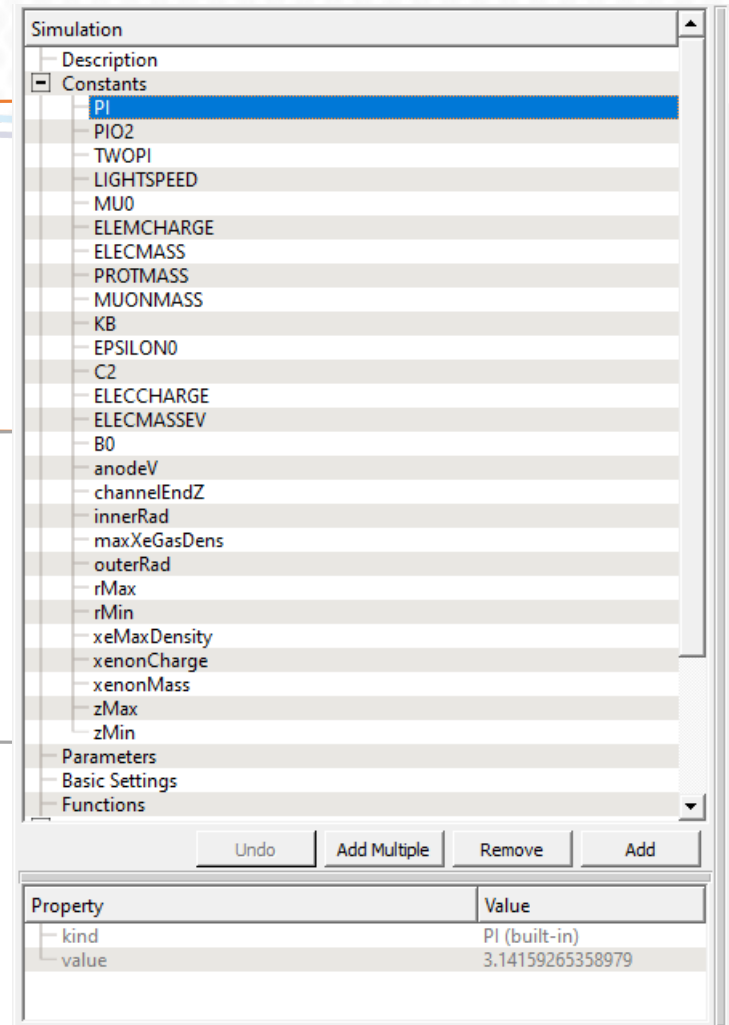 Simulation
Description
Constants
PI
PIO2
TWOPI
LIGHTSPEED
MU0
ELEMCHARGE
ELECMASS
PROTMASS
MUONMASS
KB
EPSILON0
C2
ELECCHARGE
ELECMASSEV
B0
anodeV
channelEndZ
innerRad
maxXeGasDens
outerRad
rMax
rMin
xeMaxDensity
xenonCharge
xenonMass
zMax
zMin
Parameters
Basic Settings
Functions
Undo Add Multiple Remove Add
Property Value
kind PI (built-in)
value 3.14159265358979